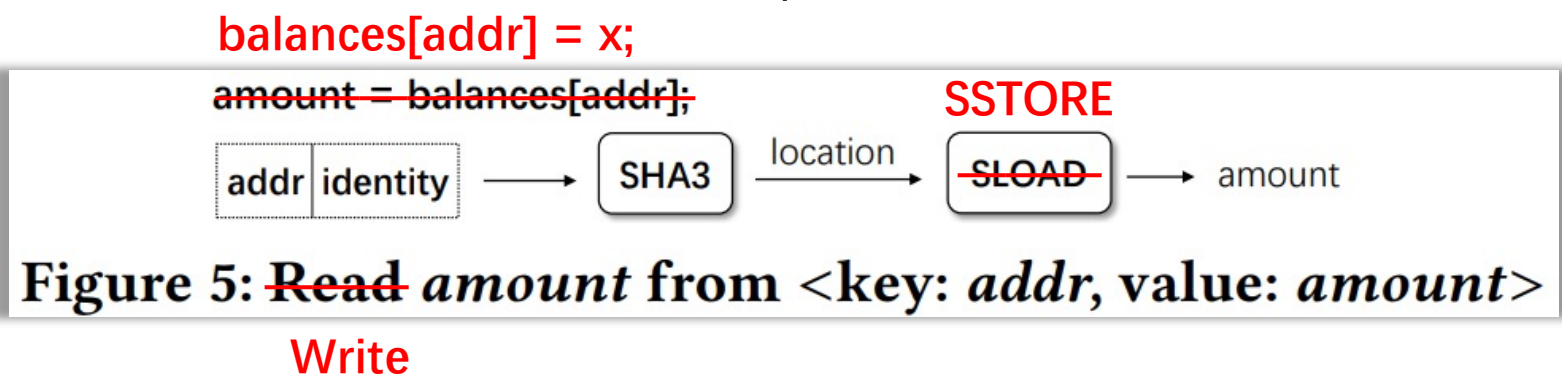 balances[addr] = x;
amount = balances[addr];
SSTORE
addr identity
SHA3
location
SLOAD
amount
Figure 5: Read amount from <key: addr, value: amount>
Write